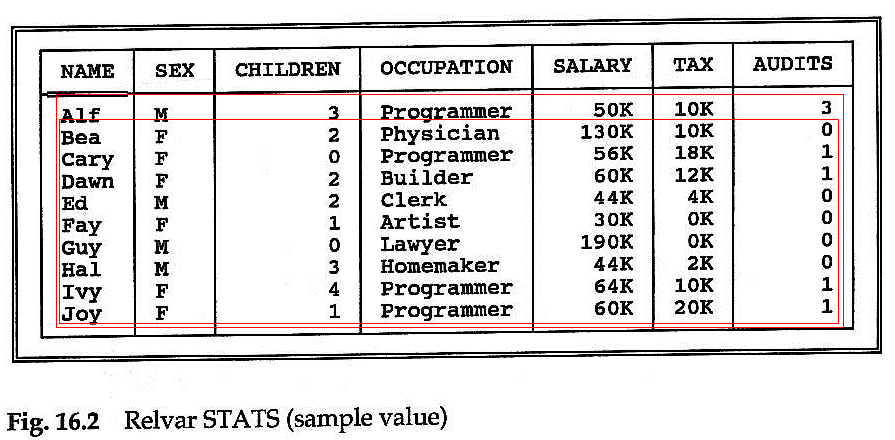 NAME SEX CHILDREN OCCUPATION SALARY TAX AUDITS
Alf M 3 Programmer 50K 10K 3
Bea F 2 Physician 130K 10K 0
Cary F 0 Programmer 56K 18K 1
Dawn F 2 Builder 60K 12K 1
Ed M 2 Clerk 44K 4K 0
Fay F 1 Artist 30K 0K 0
Guy M 0 Lawyer 190K 0K 0
Hal M 3 Homemaker 44K 2K 0
Ivy F 4 Programmer 64K 10K 1
Joy F 1 Programmer 60K 20K 1
Fig. 16.2 Relvar STATS (sample value)